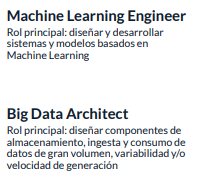 Machine Learning Engineer
Rol principal: diseñar y desarrollar
sistemas y modelos basados en
Machine Learning
Big Data Architect
Rol principal: diseñar componentes de
almacenamiento, ingesta y consumo de
datos de gran volumen, variabilidad y/o
velocidad de generación